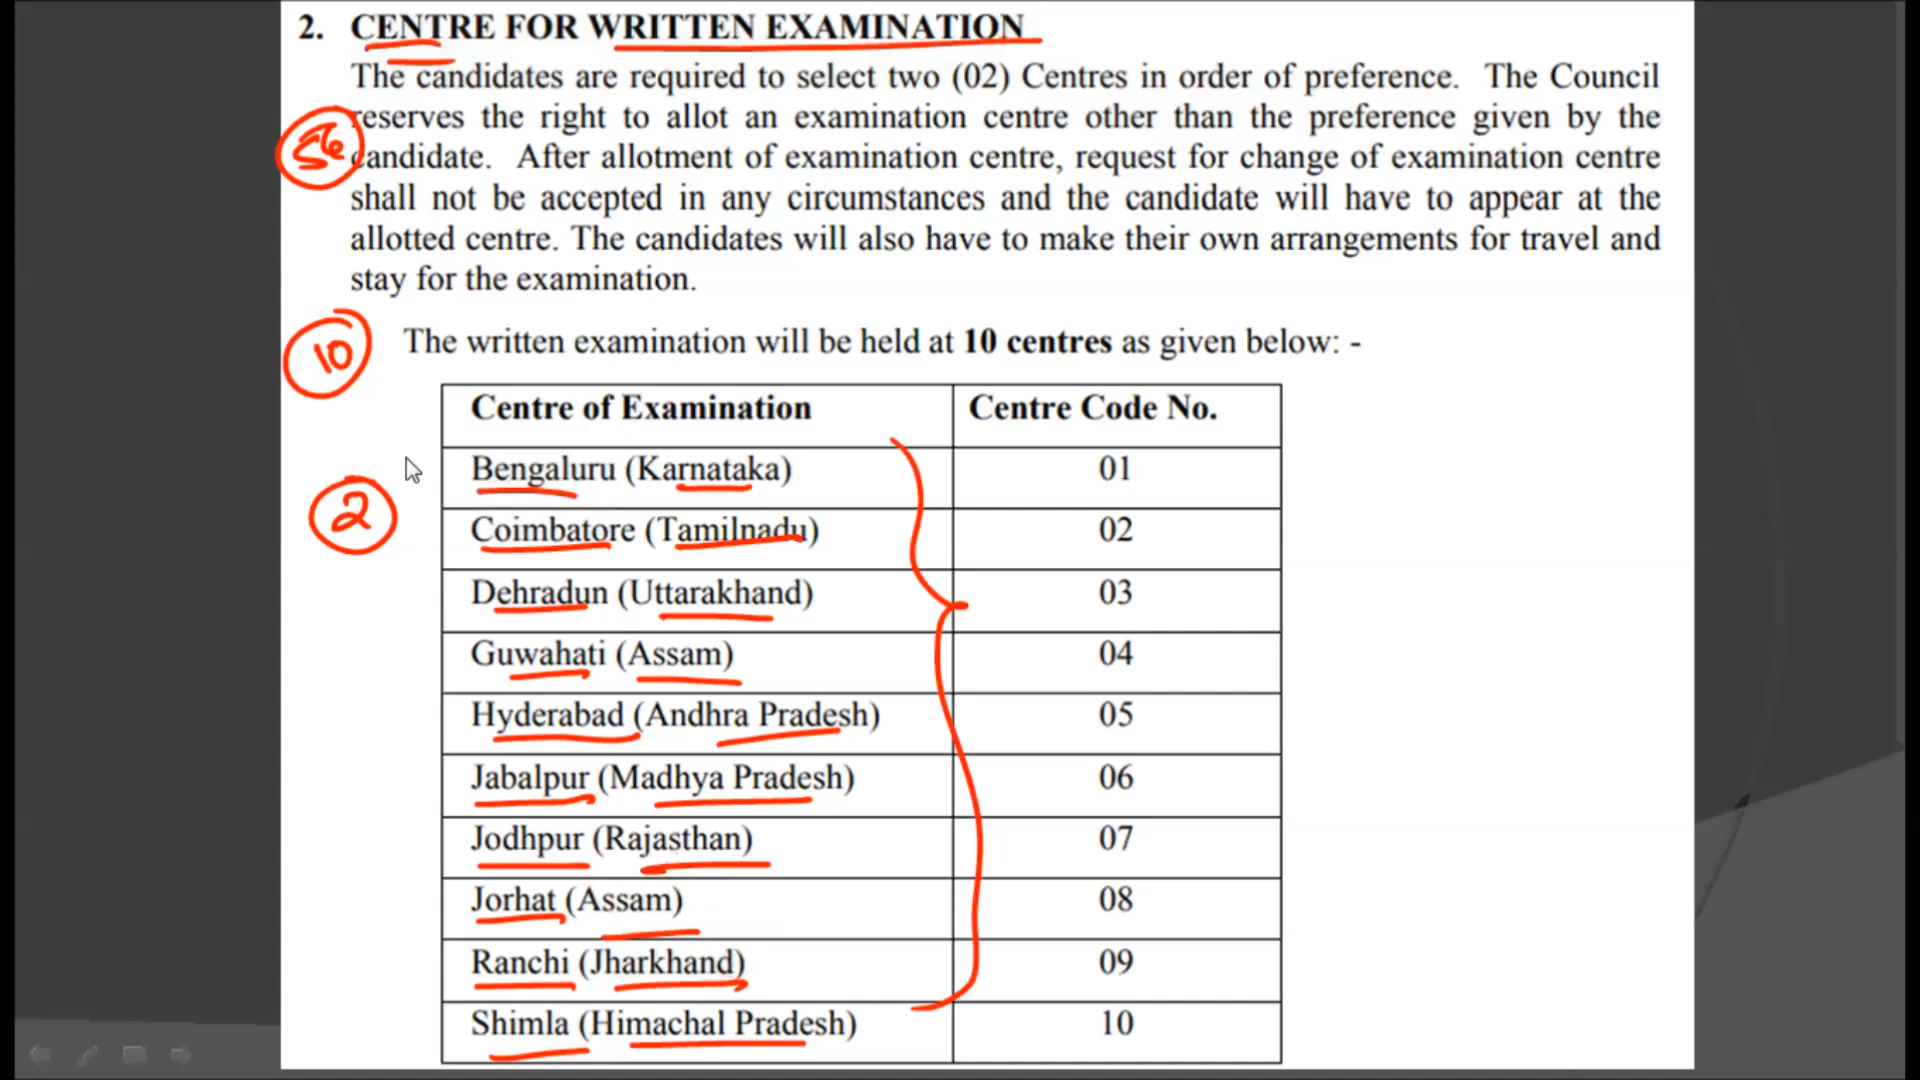 2. CENTRE FOR WRITTEN EXAMINATION
The candidates are required to select two (02) Centres in order of preference. The Council
reserves the right to allot an examination centre other than the preference given by the
candidate. After allotment of examination centre, request for change of examination centre
shall not be accepted in any circumstances and the candidate will have to appear at the
allotted centre. The candidates will also have to make their own arrangements for travel and
stay for the examination.
10 The written examination will be held at 10 centres as given below: -
Centre of Examination Centre Code No.
Bengaluru (Karnataka) 01
2
Coimbatore (Tamilnadu) 02
Dehradun (Uttarakhand) 03
Guwahati (Assam) 04
Hyderabad (Andhra Pradesh) 05
Jabalpur (Madhya Pradesh) 06
Jodhpur (Rajasthan) 07
Jorhat (Assam) 08
Ranchi (Jharkhand) 09
Shimla (Himachal Pradesh) 10